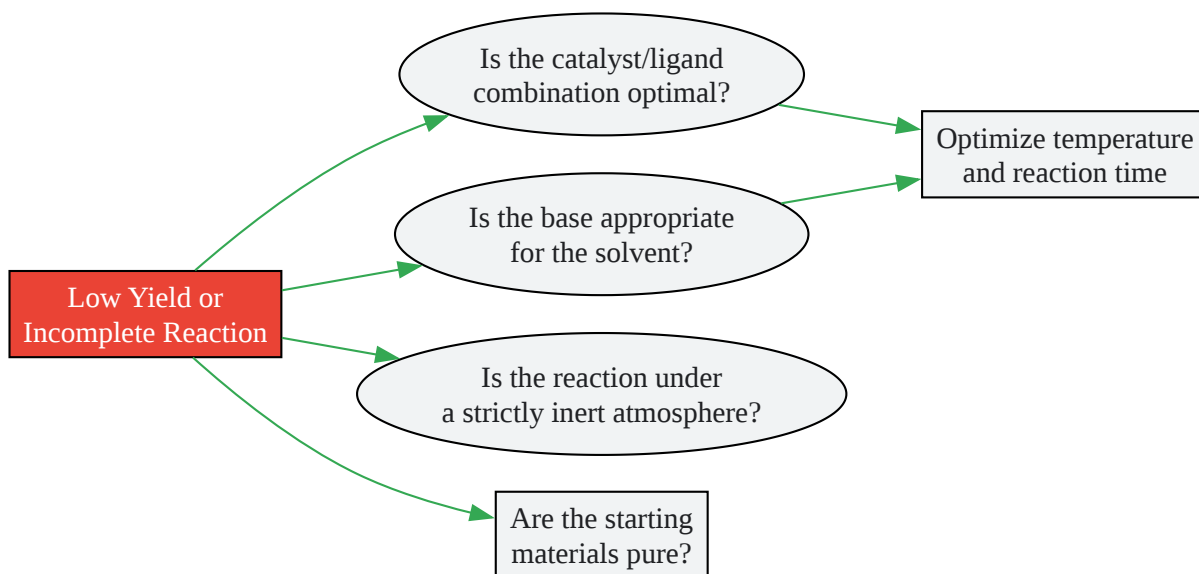 Is the catalyst/ligand
combination optimal?
Optimize temperature
and reaction time
Is the base appropriate
for the solvent?
Low Yield or
Incomplete Reaction
Is the reaction under
a strictly inert atmosphere?
Are the starting
materials pure?